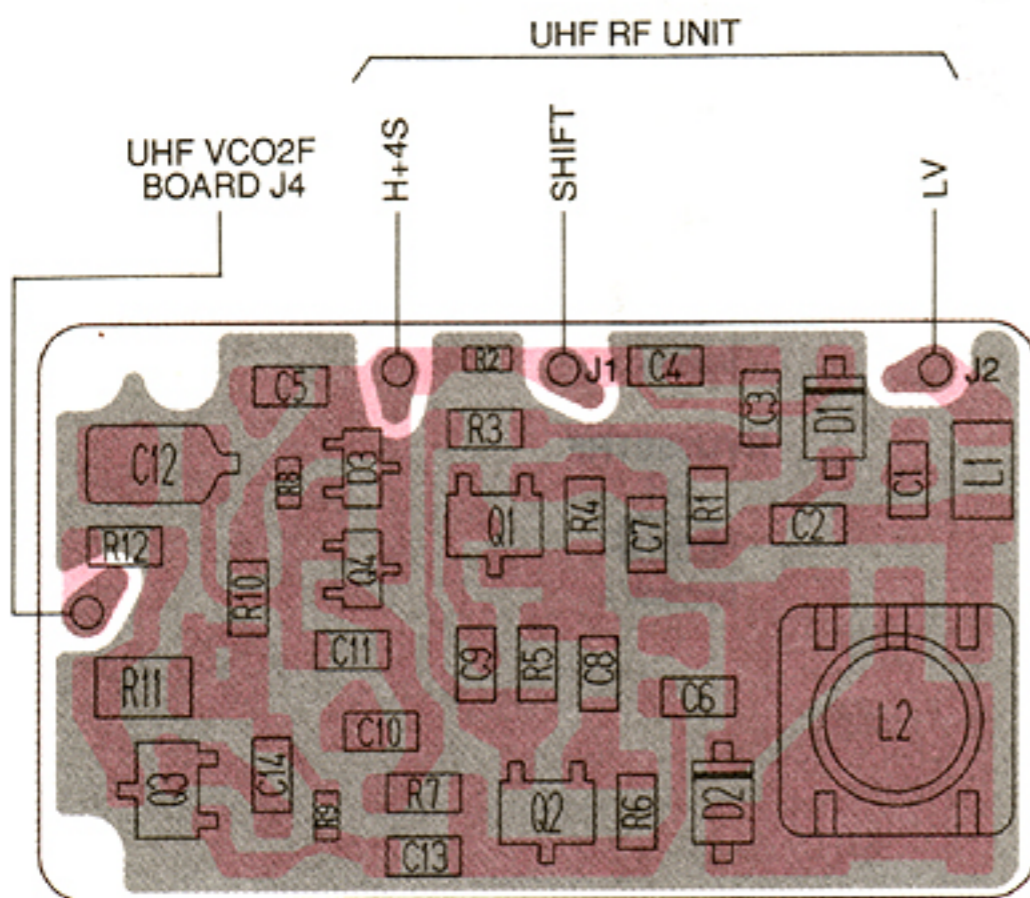 UHF RF UNIT
UHF VCO2F
BOARD J4
H+4S
SHIFT
LV
R2
J1
C4
J2
C5
C3
D1
R3
C12
R8
D3
C1
L1
Q1
R4
C7
R1
C2
R12
Q4
R10
C11
C9
R5
C8
C6
R11
L2
C10
Q3
C14
R9
R7
Q2
R6
D2
C13